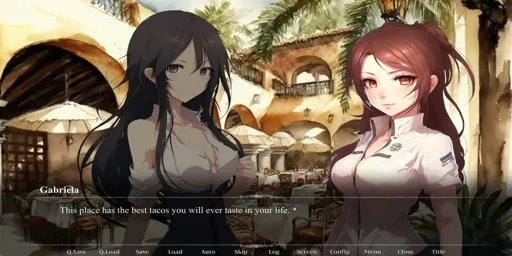 Gabriela
This place has the best tacos you will ever taste in your life. *
Q.Save Q.Load Save Load Auto Skip Log Screen Config Menu Close Title